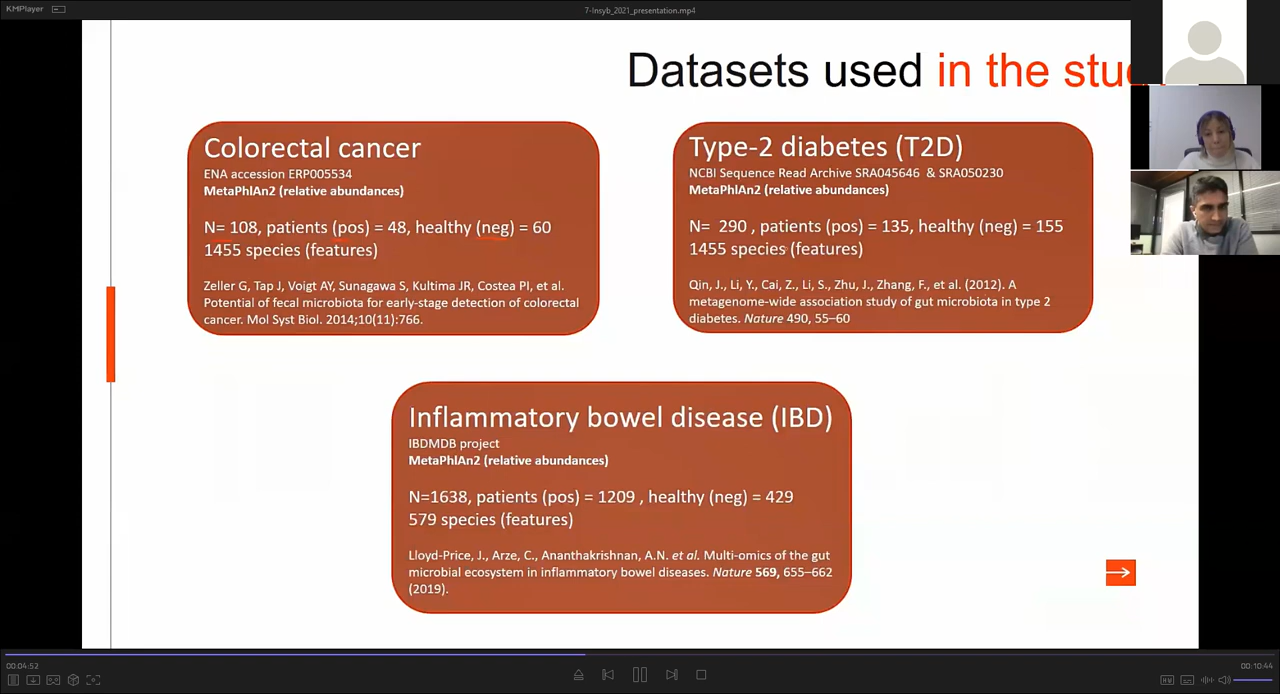 KMPlayer
7-Insyb_2021_presentation.mp4
Datasets used in the stu
Colorectal cancer
ENA accession ERP005534
MetaPhlAn2 (relative abundances)
N= 108, patients (pos) = 48, healthy (neg) = 60
1455 species (features)
Zeller G, Tap J, Voigt AY, Sunagawa S, Kultima JR, Costea PI, et al.
Potential of fecal microbiota for early-stage detection of colorectal
cancer. Mol Syst Biol. 2014;10(11):766.
Type-2 diabetes (T2D)
NCBI Sequence Read Archive SRA045646 & SRA050230
MetaPhlAn2 (relative abundances)
N= 290 , patients (pos) = 135, healthy (neg) = 155
1455 species (features)
Qin, J., Li, Y., Cai, Z., Li, S., Zhu, J., Zhang, F., et al. (2012). A
metagenome-wide association study of gut microbiota in type 2
diabetes. Nature 490, 55–60
Inflammatory bowel disease (IBD)
IBDMDB project
MetaPhlAn2 (relative abundances)
N=1638, patients (pos) = 1209 , healthy (neg) = 429
579 species (features)
Lloyd-Price, J., Arze, C., Ananthakrishnan, A.N. et al. Multi-omics of the gut
microbial ecosystem in inflammatory bowel diseases. Nature 569, 655–662
(2019).
00:04:52
00:10:44